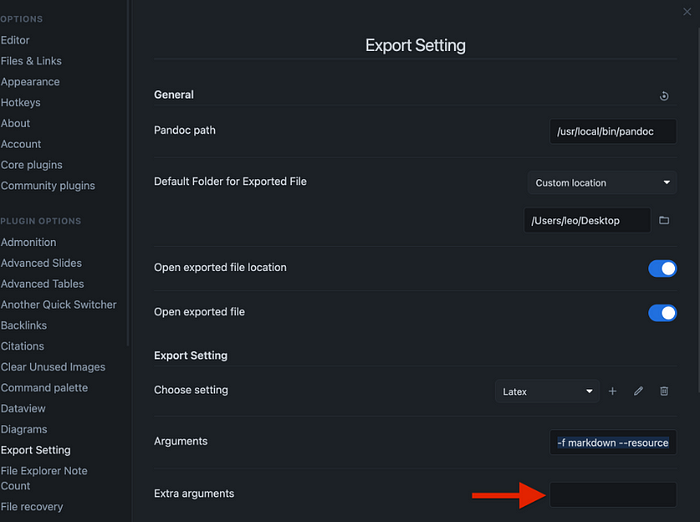 OPTIONS
Editor
Files & Links
Appearance
Hotkeys
About
Account
Core plugins
Community plugins
PLUGIN OPTIONS
Admonition
Advanced Slides
Advanced Tables
Another Quick Switcher
Backlinks
Citations
Clear Unused Images
Command palette
Dataview
Diagrams
Export Setting
File Explorer Note
Count
File recovery
Export Setting
General
Pandoc path
/usr/local/bin/pandoc
Default Folder for Exported File
Custom location
/Users/leo/Desktop
Open exported file location
Open exported file
Export Setting
Choose setting
Latex
Arguments
-f markdown --resource
Extra arguments